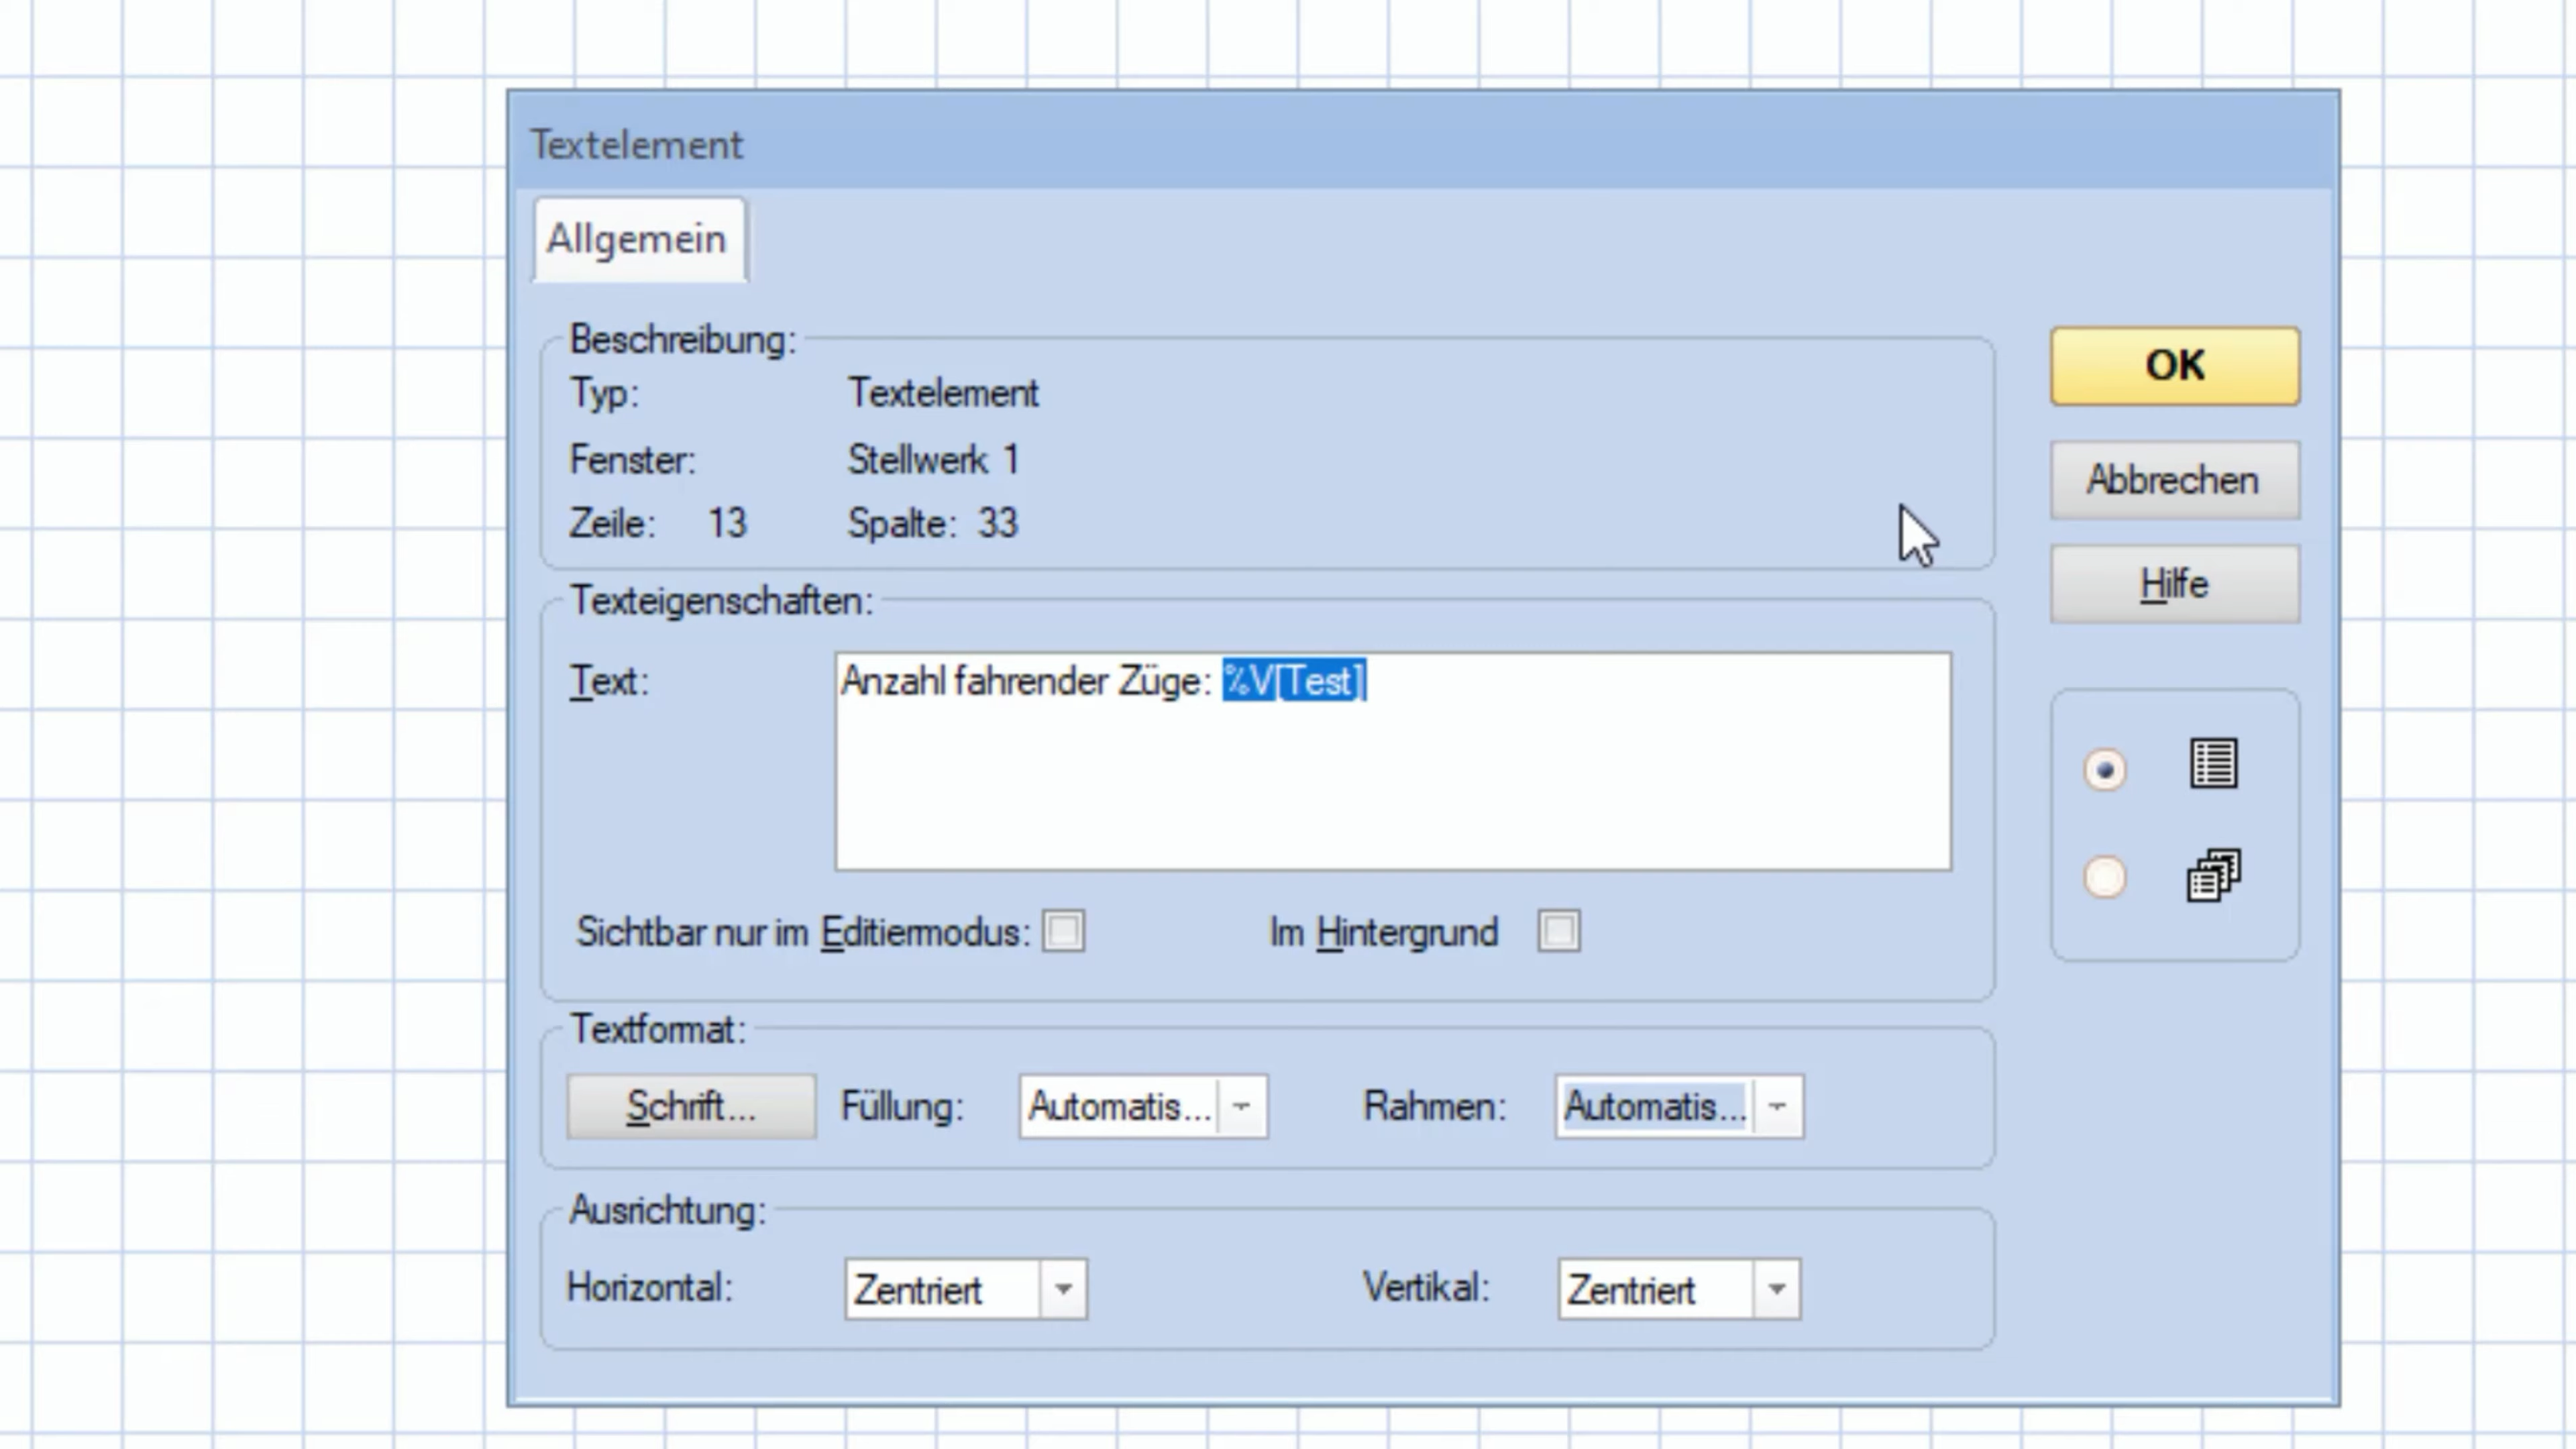 Textelement
Allgemein
Beschreibung:
Typ: Textelement
Fenster: Stellwerk 1
Zeile: 13 Spalte: 33
OK
Abbrechen
Hilfe
Texteigenschaften:
Text: Anzahl fahrender Züge: %V[Test]
Sichtbar nur im Editiermodus: Im Hintergrund
Textformat:
Schrift... Füllung: Automatis... Rahmen: Automatis...
Ausrichtung:
Horizontal: Zentriert Vertikal: Zentriert